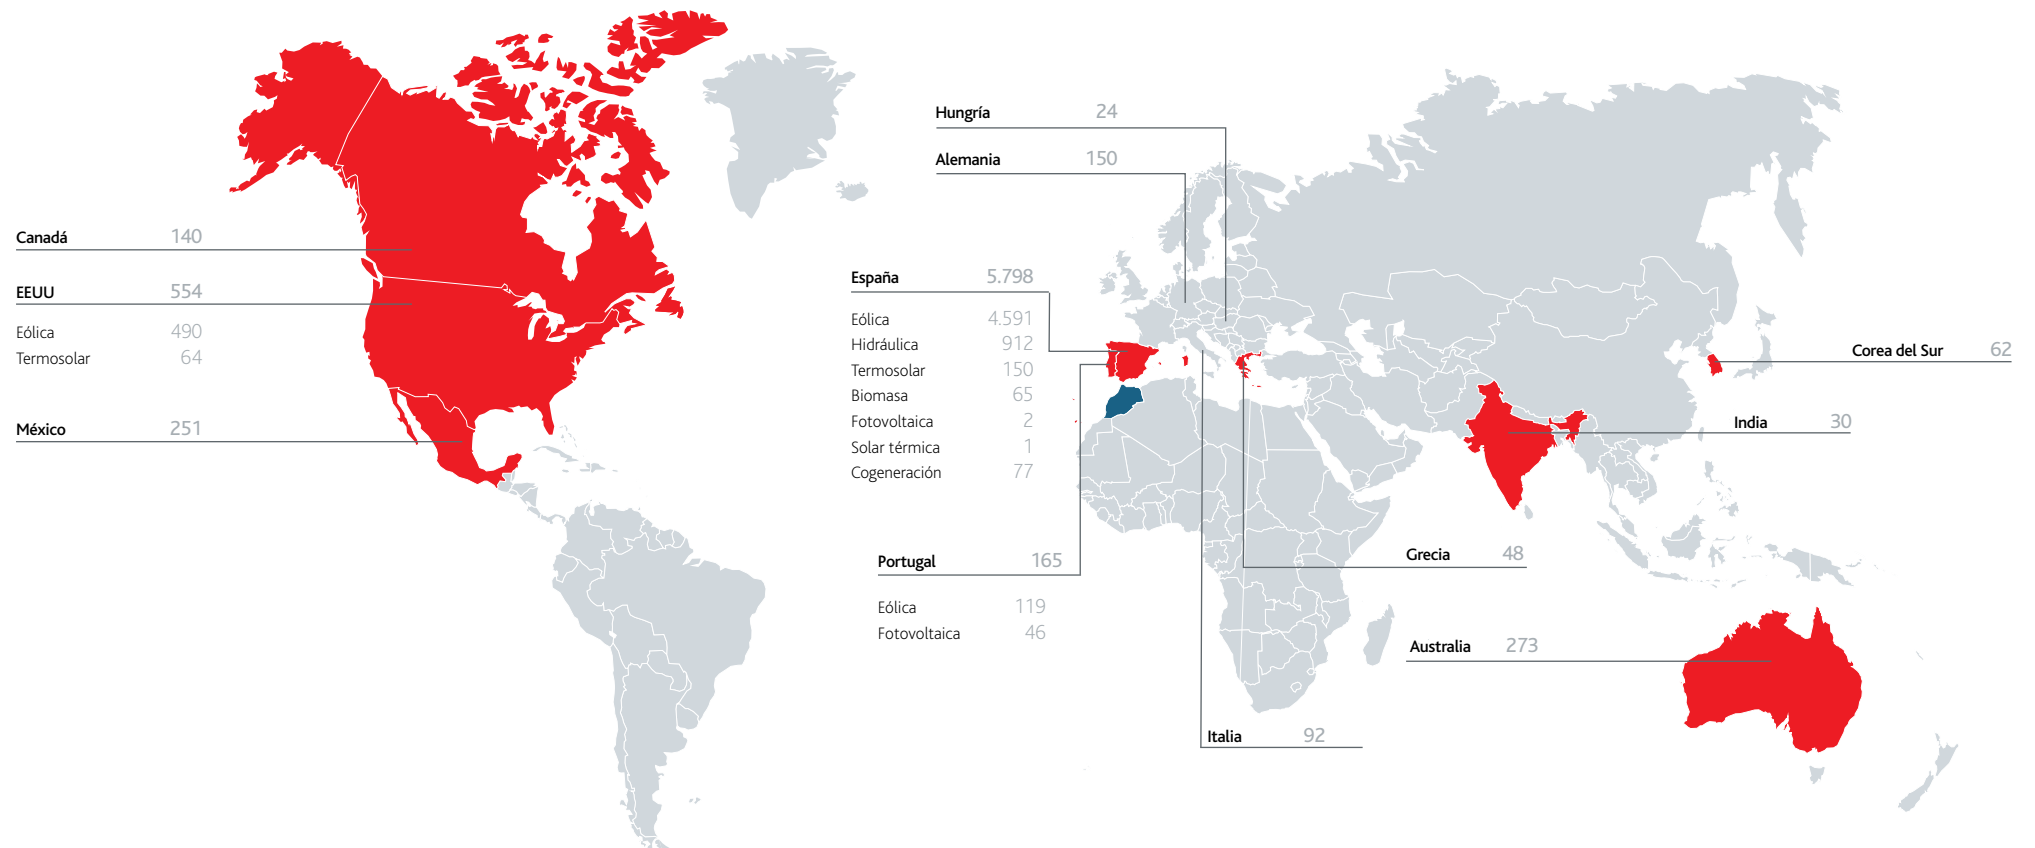 Canadá 140
EEUU 554
Eólica 490
Termosolar 64
México 251
Hungría 24
Alemania 150
España 5.798
Eólica 4.591
Hidráulica 912
Termosolar 150
Biomasa 65
Fotovoltaica 2
Solar térmica 1
Cogeneración 77
Portugal 165
Eólica 119
Fotovoltaica 46
Italia 92
Grecia 48
Corea del Sur 62
India 30
Australia 273